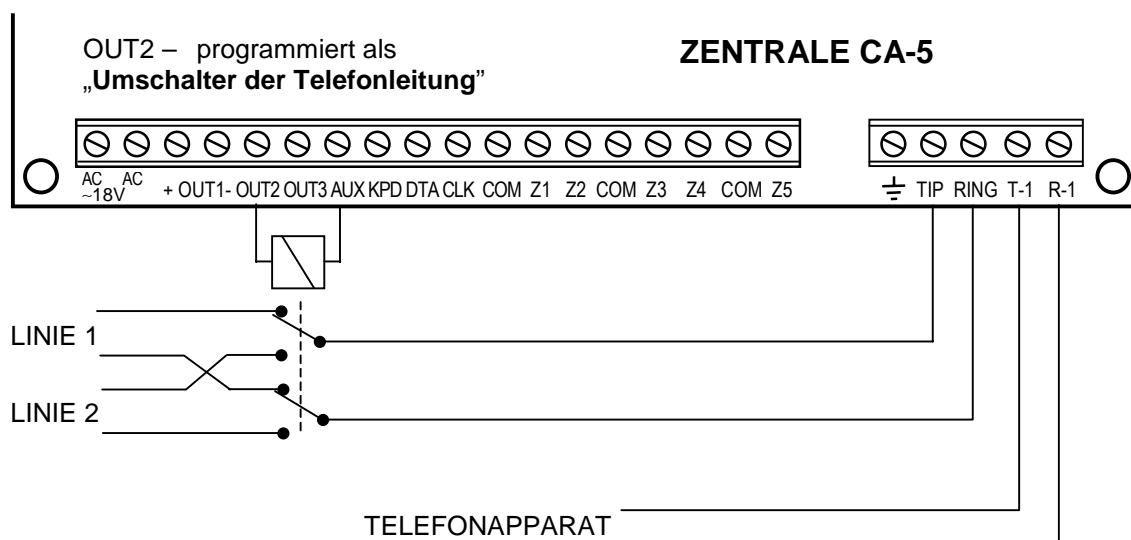 OUT2 – programmiert als
„Umschalter der Telefonleitung”
ZENTRALE CA-5
AC AC + OUT1- OUT2 OUT3 AUX KPD DTA CLK COM Z1 Z2 COM Z3 Z4 COM Z5 TIP RING T-1 R-1
~18V
LINIE 1
LINIE 2
TELEFONAPPARAT